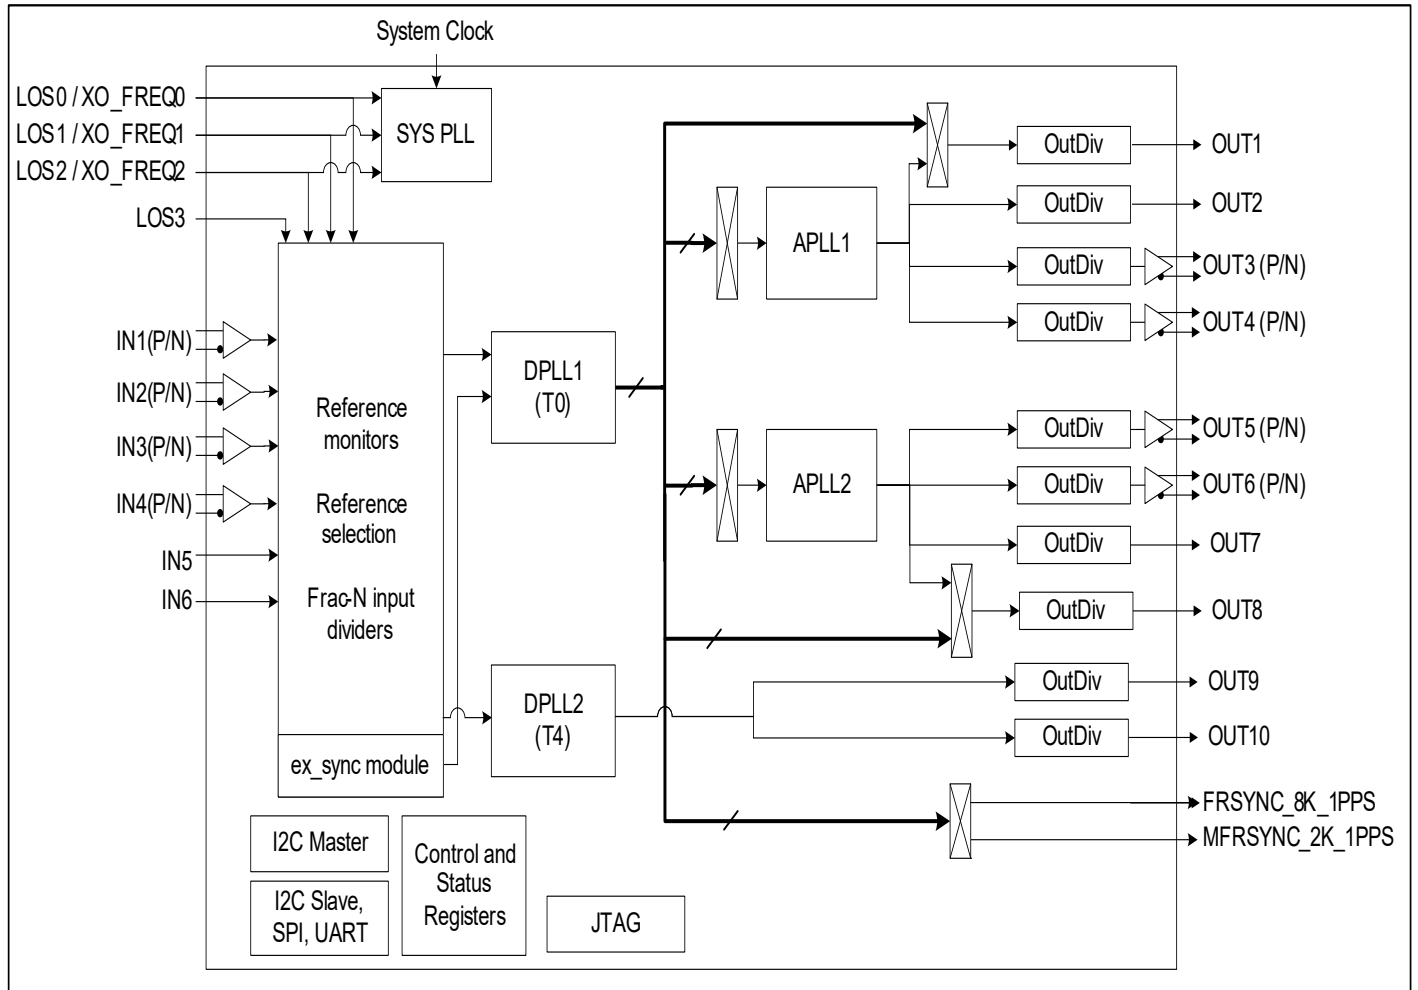 System Clock
LOS0 / XO_FREQ0
LOS1 / XO_FREQ1
LOS2 / XO_FREQ2
LOS3
SYS PLL
IN1(P/N)
IN2(P/N)
IN3(P/N)
IN4(P/N)
IN5
IN6
Reference
monitors
Reference
selection
Frac-N input
dividers
ex_sync module
DPLL1
(T0)
DPLL2
(T4)
APLL1
APLL2
OutDiv
OUT1
OutDiv
OUT2
OutDiv
OUT3 (P/N)
OutDiv
OUT4 (P/N)
OutDiv
OUT5 (P/N)
OutDiv
OUT6 (P/N)
OutDiv
OUT7
OutDiv
OUT8
OutDiv
OUT9
OutDiv
OUT10
FRSYNC_8K_1PPS
MFRSYNC_2K_1PPS
I2C Master
I2C Slave,
SPI, UART
Control and
Status
Registers
JTAG